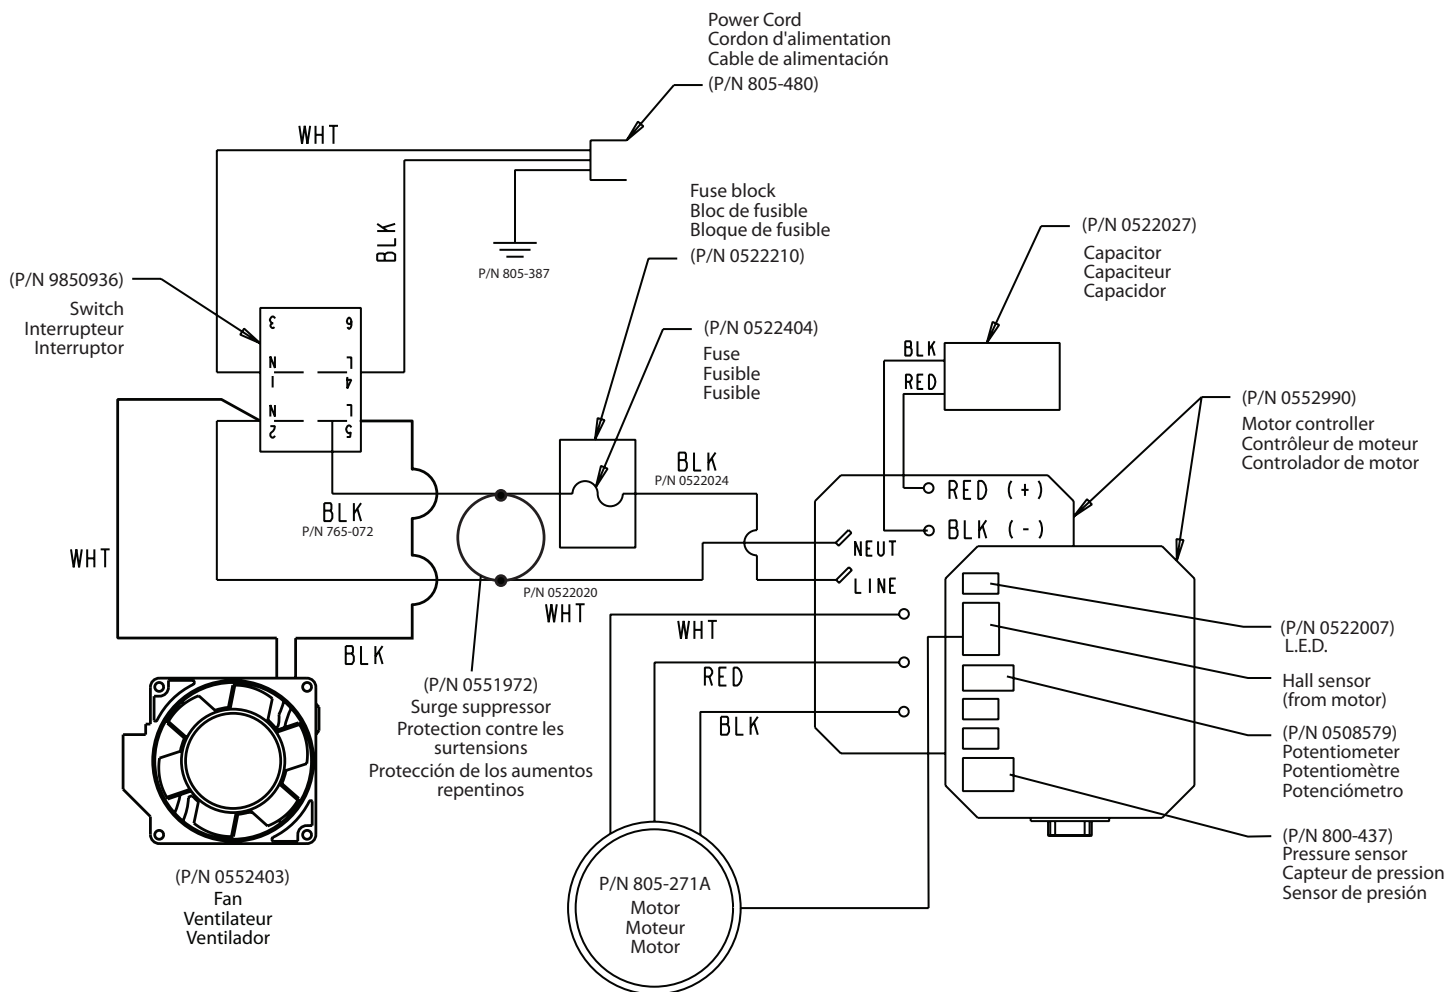 Power Cord
Cordon d'alimentation
Cable de alimentación
(P/N 805-480)
WHT
BLK
P/N 805-387
Fuse block
Bloc de fusible
Bloque de fusible
(P/N 0522210)
(P/N 0522027)
Capacitor
Capaciteur
Capacidor
(P/N 9850936)
Switch
Interrupteur
Interruptor
3 6
N L
1 4
N L
2 5
(P/N 0522404)
Fuse
Fusible
Fusible
BLK
RED
(P/N 0552990)
Motor controller
Contrôleur de moteur
Controlador de motor
BLK
P/N 0522024
RED (+)
BLK (-)
BLK
P/N 765-072
NEUT
LINE
WHT
P/N 0522020
WHT
BLK
WHT
RED
BLK
(P/N 0522007)
L.E.D.
Hall sensor
(from motor)
(P/N 0508579)
Potentiometer
Potentiomètre
Potenciómetro
(P/N 800-437)
Pressure sensor
Capteur de pression
Sensor de presión
(P/N 0551972)
Surge suppressor
Protection contre les
surtensions
Protección de los aumentos
repentinos
(P/N 0552403)
Fan
Ventilateur
Ventilador
P/N 805-271A
Motor
Moteur
Motor